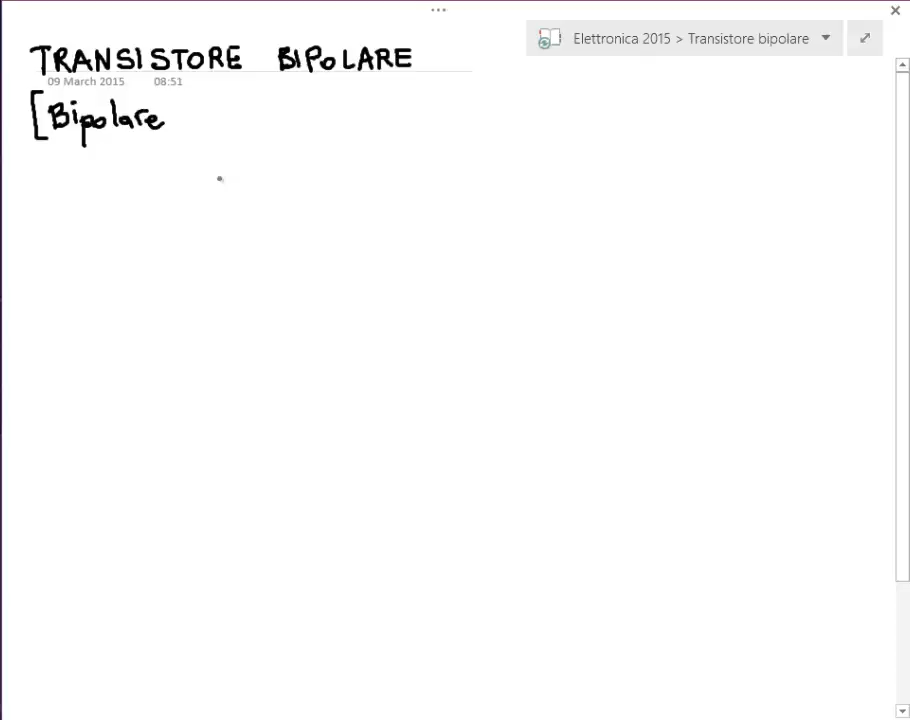 Elettronica 2015 > Transistore bipolare
TRANSISTORE BIPOLARE
09 March 2015 08:51
[Bipolare